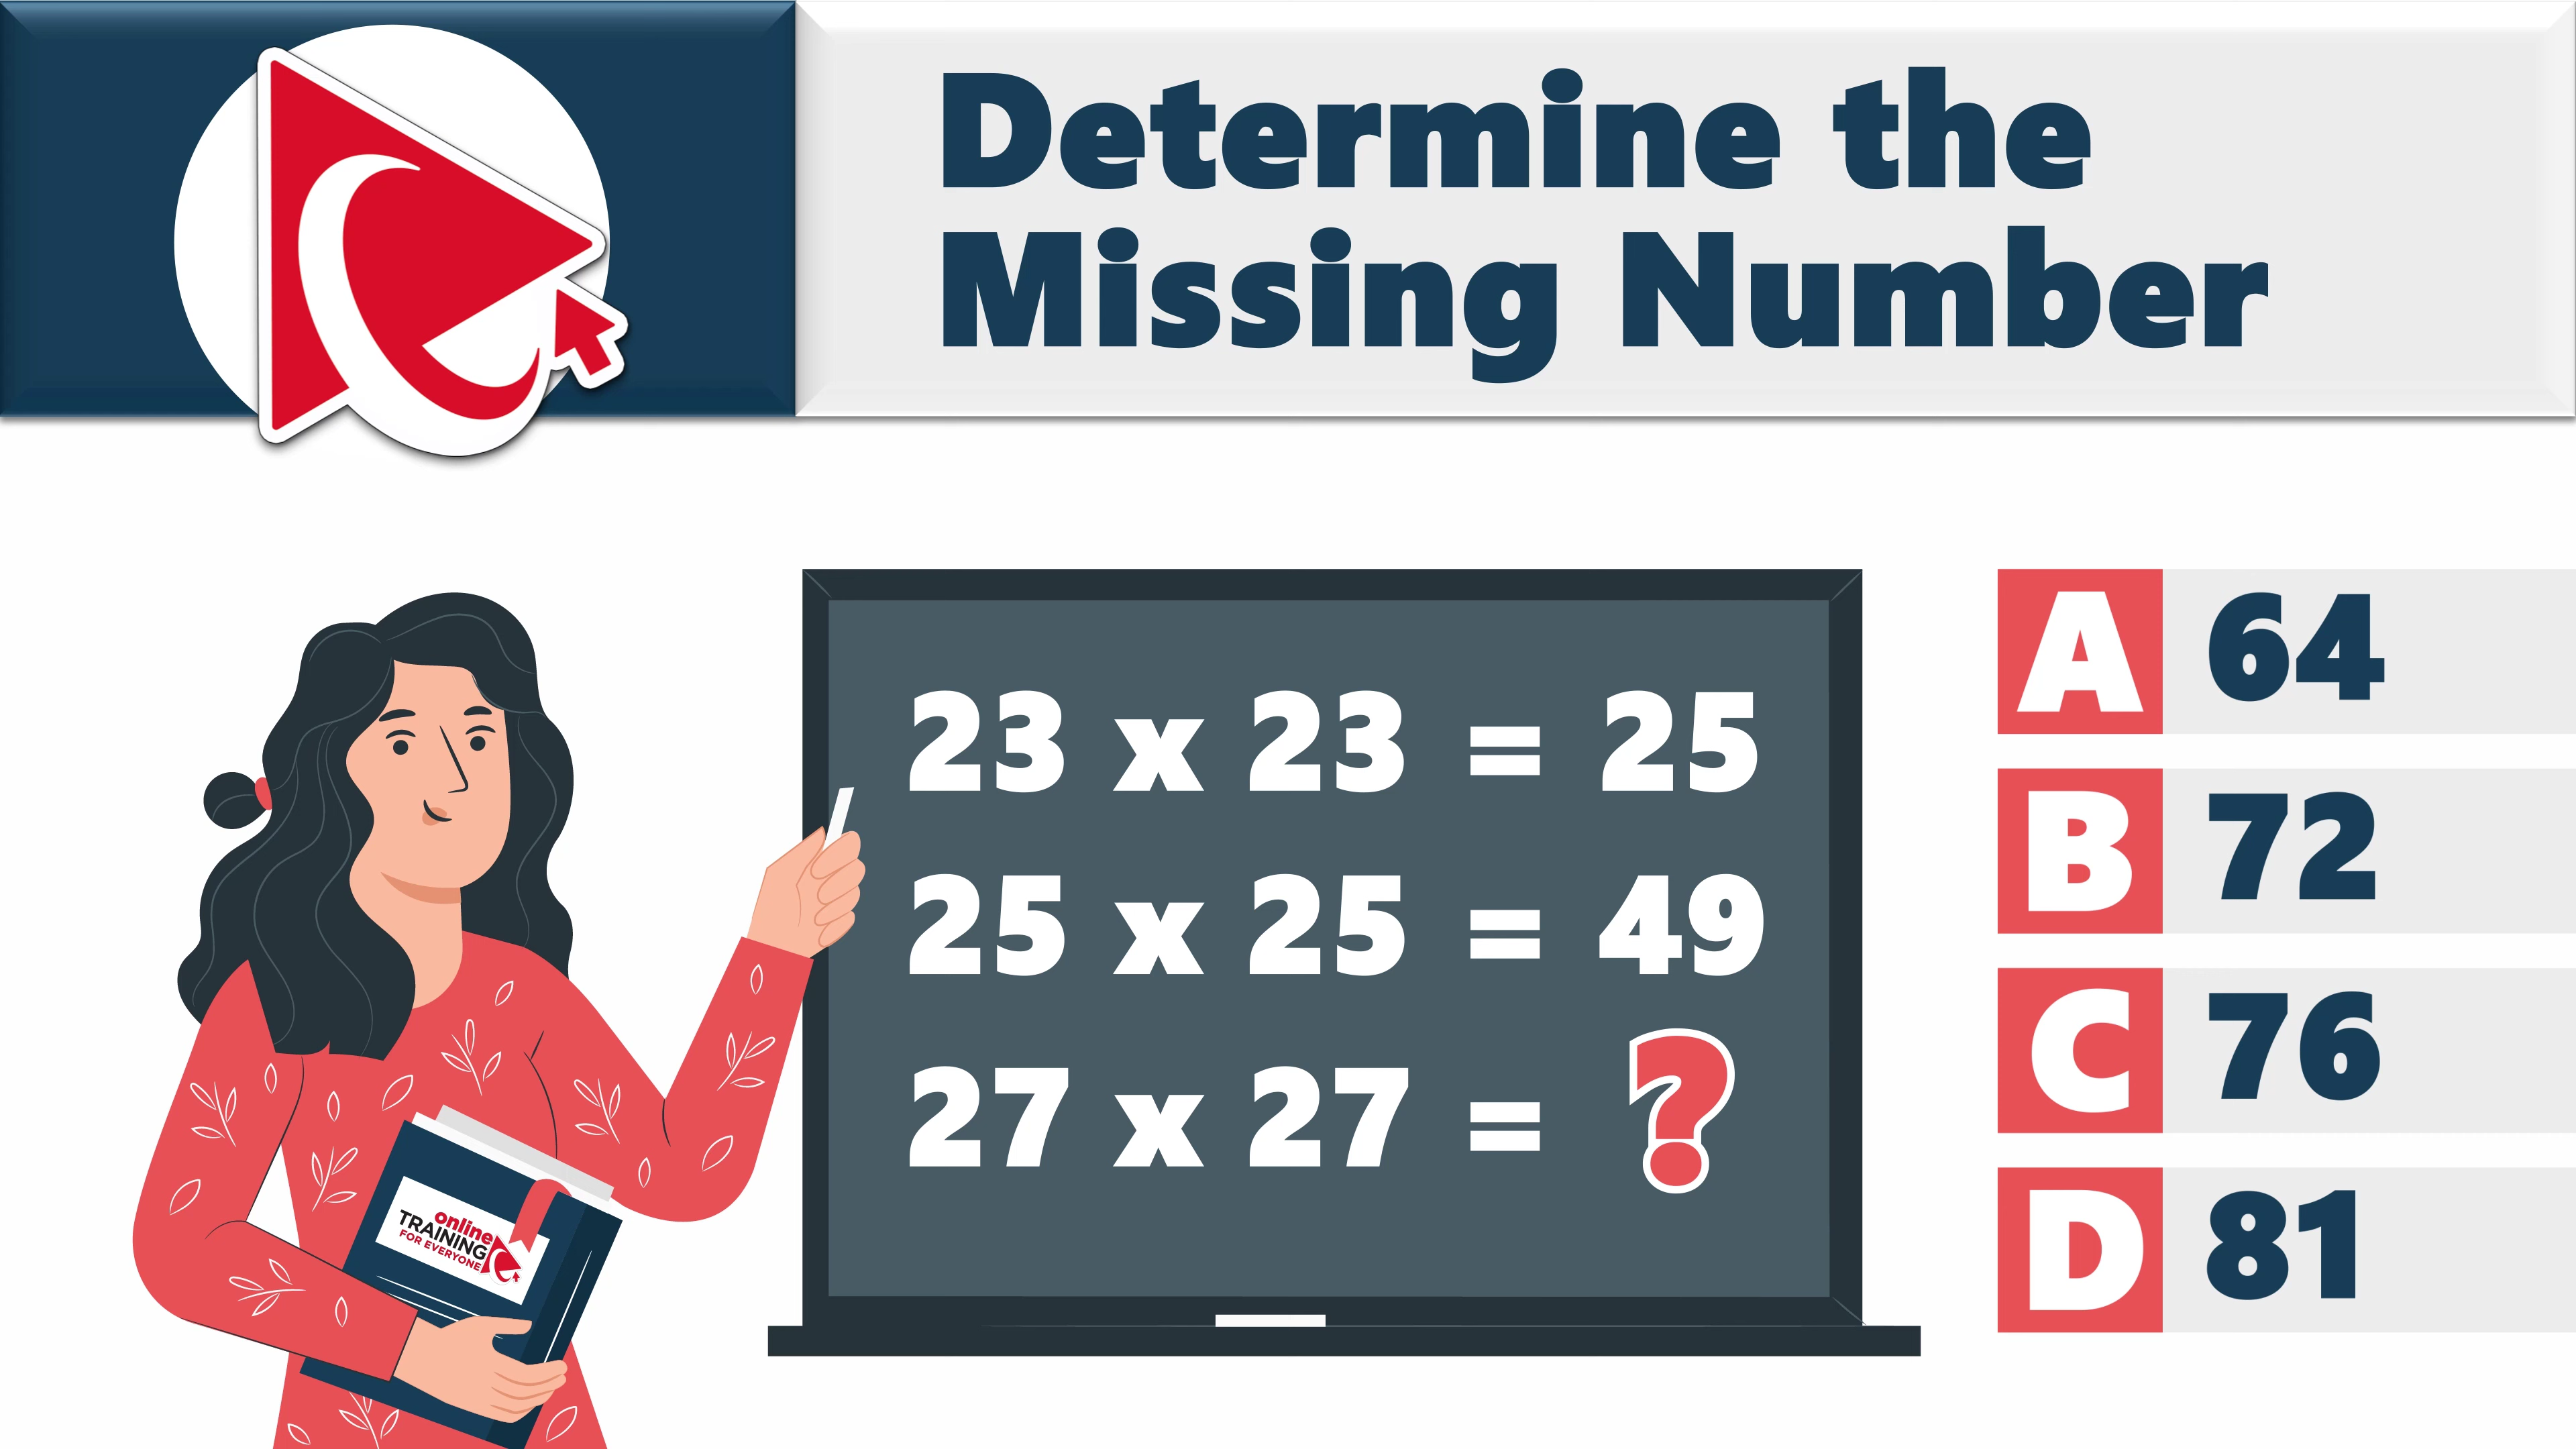 Determine the
Missing Number
23 x 23 = 25
25 x 25 = 49
27 x 27 = ?
A 64
B 72
C 76
D 81
online
TRAINING
FOR EVERYONE